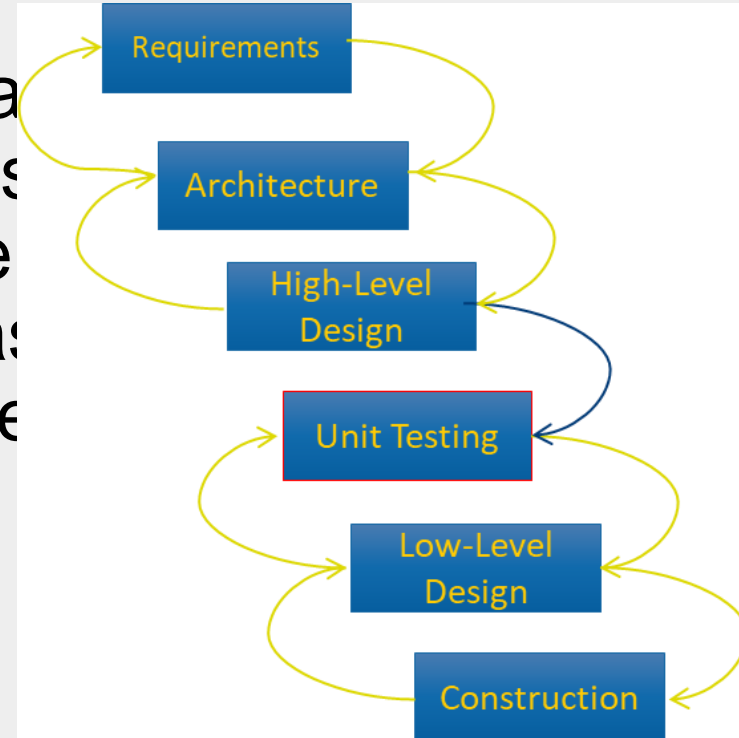 Requirements
Architecture
High-Level
Design
Unit Testing
Low-Level
Design
Construction